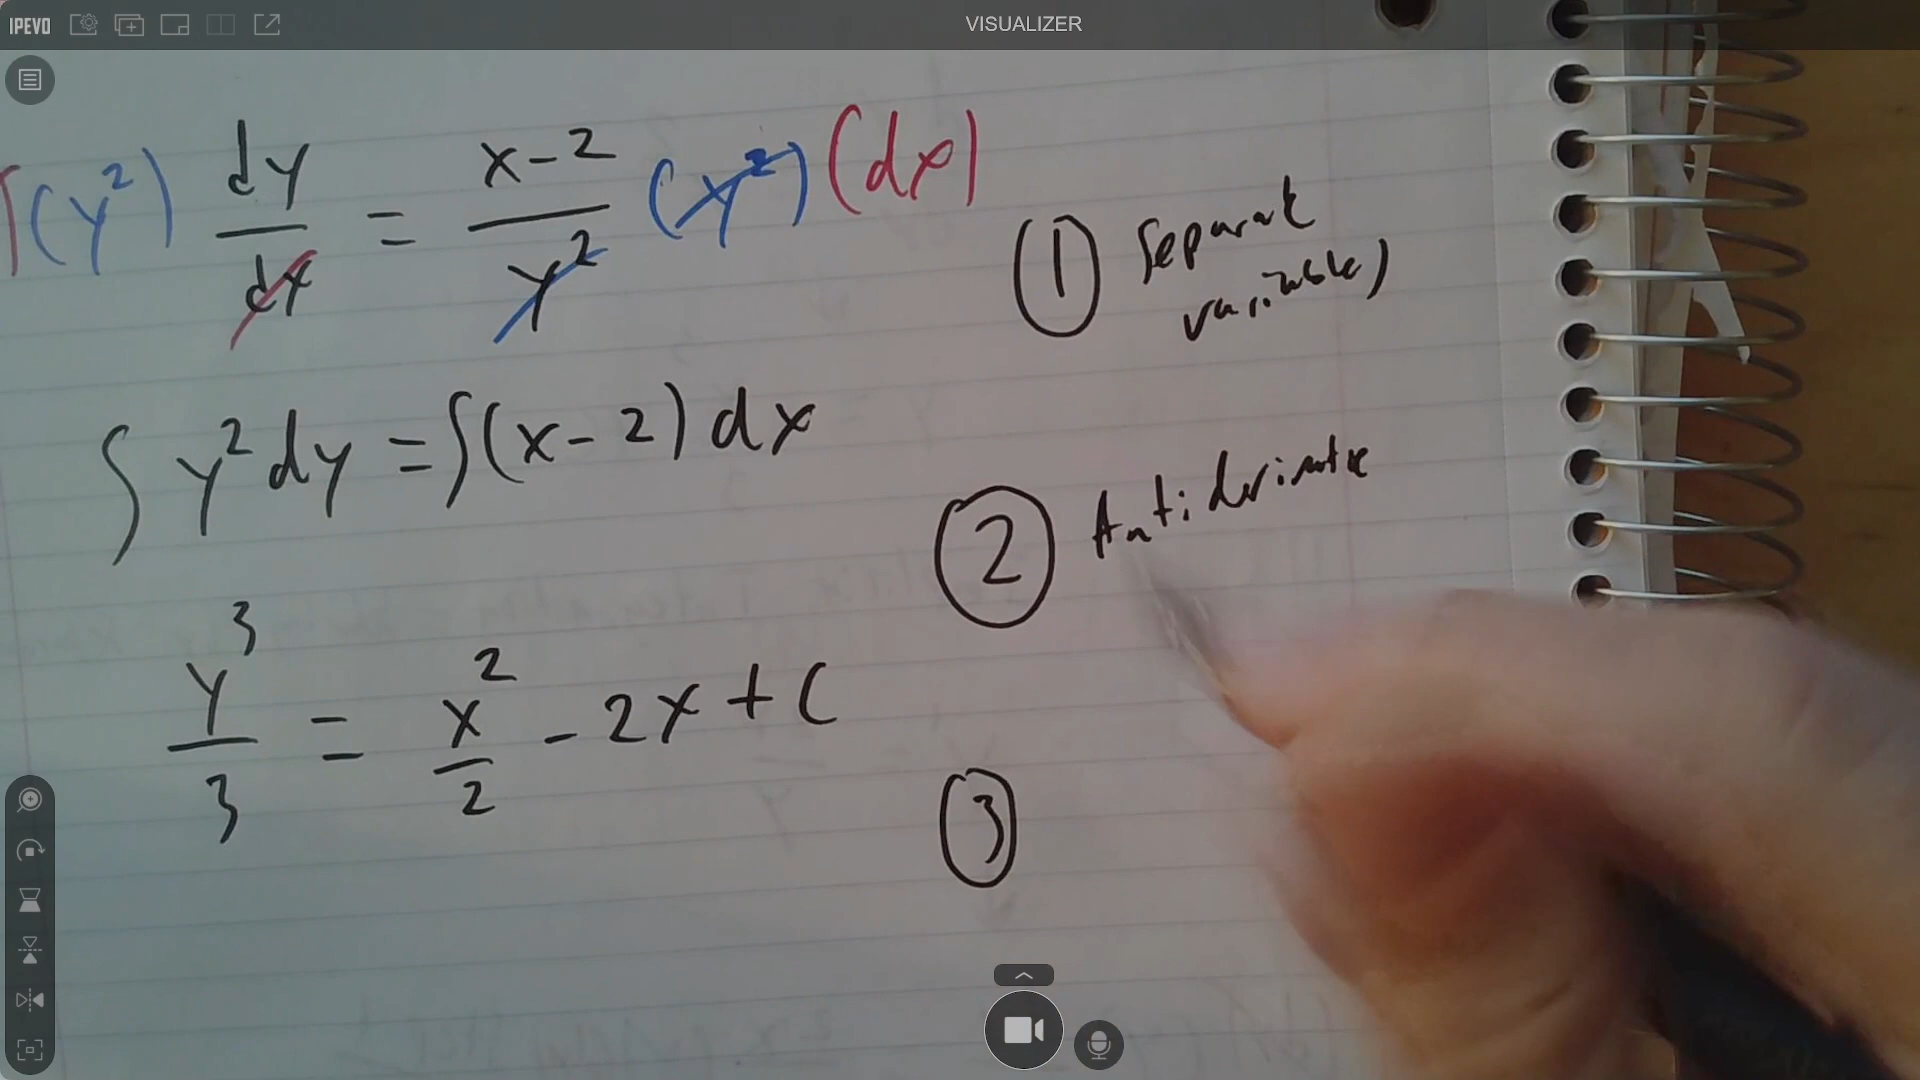 IPEVO
VISUALIZER
(y²) dy/dx = x-2/y² (y²) (dx)
① Separate
variables
∫ y² dy = ∫(x-2) dx
② Antiderivative
y³/3 = x²/2 - 2x + C
③